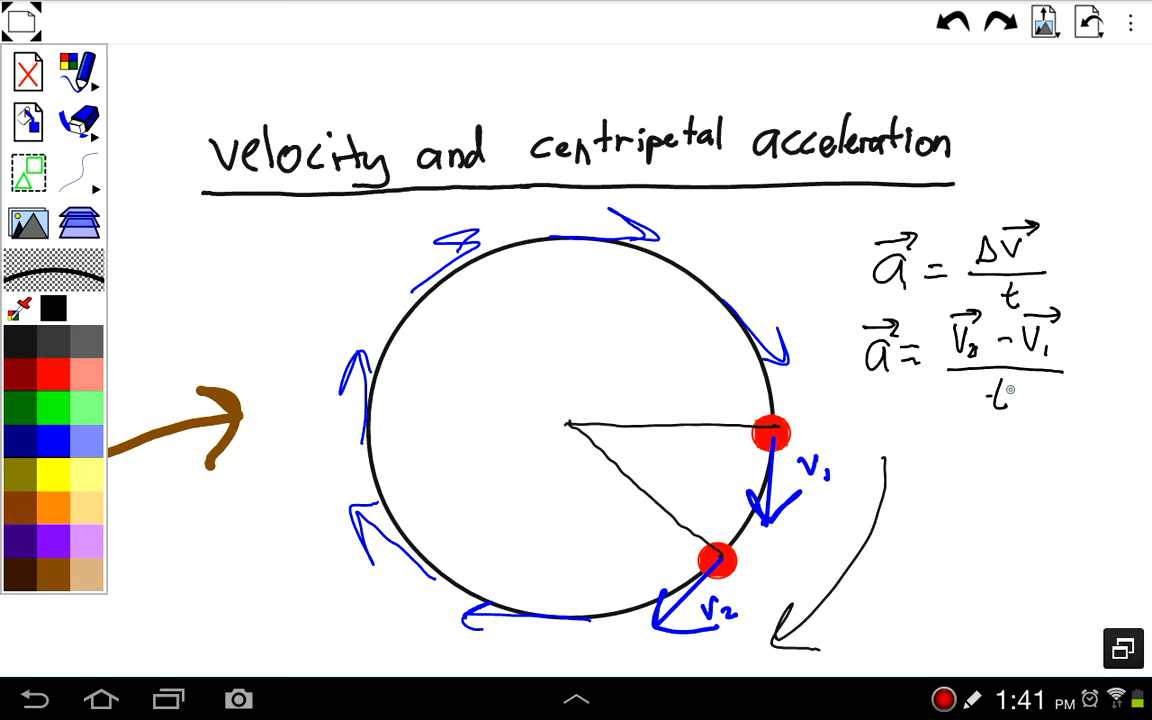 velocity and centripetal acceleration
a⃗ = ΔV⃗ / t
a⃗ = V⃗₂ - V⃗₁ / t
V₁
V₂
1:41 PM